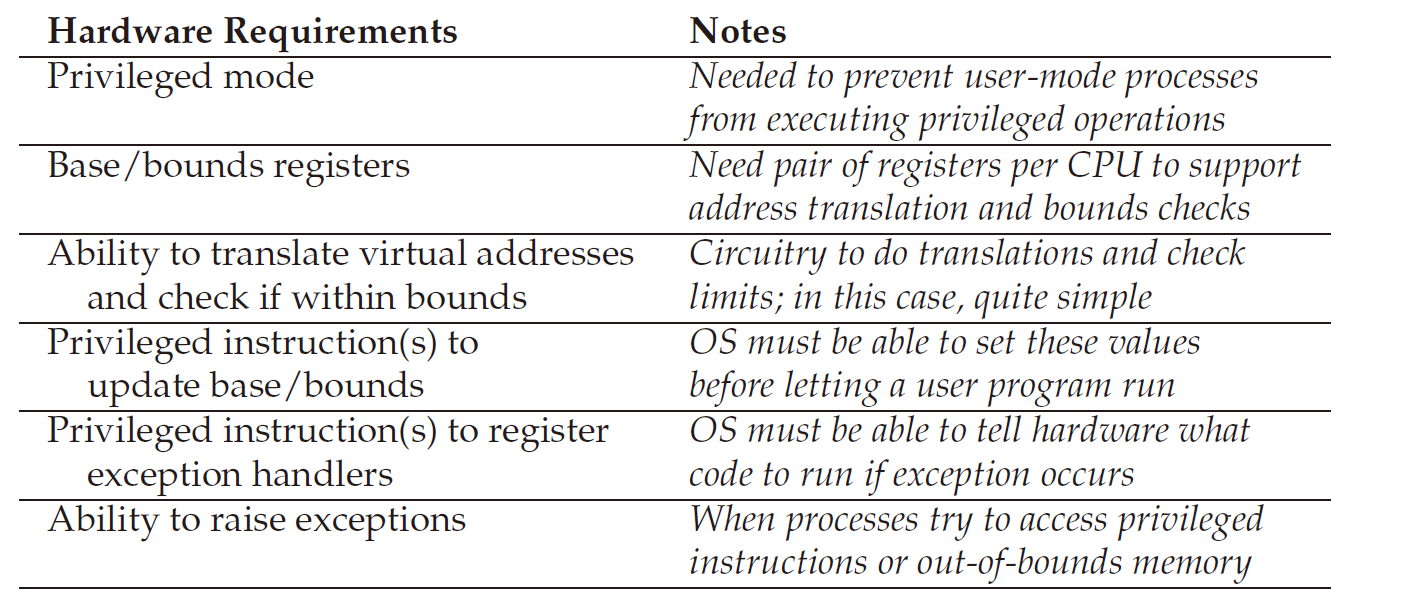 Hardware Requirements Notes
Privileged mode Needed to prevent user-mode processes
from executing privileged operations
Base/bounds registers Need pair of registers per CPU to support
address translation and bounds checks
Ability to translate virtual addresses Circuitry to do translations and check
and check if within bounds limits; in this case, quite simple
Privileged instruction(s) to OS must be able to set these values
update base/bounds before letting a user program run
Privileged instruction(s) to register OS must be able to tell hardware what
exception handlers code to run if exception occurs
Ability to raise exceptions When processes try to access privileged
instructions or out-of-bounds memory